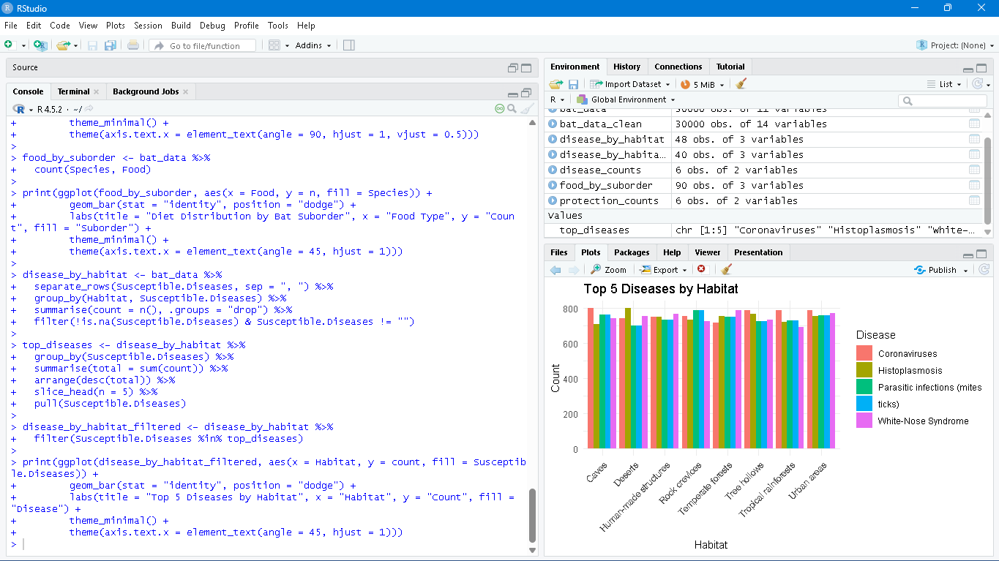 RStudio
File Edit Code View Plots Session Build Debug Profile Tools Help
Go to file/function Addins Project: (None)
Source
Console Terminal Background Jobs
R 4.5.2 · ~/
+         theme_minimal() +
+         theme(axis.text.x = element_text(angle = 90, hjust = 1, vjust = 0.5)))
>
> food_by_suborder <- bat_data %>%
+   count(Species, Food)
>
> print(ggplot(food_by_suborder, aes(x = Food, y = n, fill = Species)) +
+         geom_bar(stat = "identity", position = "dodge") +
+         labs(title = "Diet Distribution by Bat Suborder", x = "Food Type", y = "Coun
t", fill = "Suborder") +
+         theme_minimal() +
+         theme(axis.text.x = element_text(angle = 45, hjust = 1)))
>
> disease_by_habitat <- bat_data %>%
+   separate_rows(Susceptible.Diseases, sep = ", ") %>%
+   group_by(Habitat, Susceptible.Diseases) %>%
+   summarise(count = n(), .groups = "drop") %>%
+   filter(!is.na(Susceptible.Diseases) & Susceptible.Diseases != "")
>
> top_diseases <- disease_by_habitat %>%
+   group_by(Susceptible.Diseases) %>%
+   summarise(total = sum(count)) %>%
+   arrange(desc(total)) %>%
+   slice_head(n = 5) %>%
+   pull(Susceptible.Diseases)
>
> disease_by_habitat_filtered <- disease_by_habitat %>%
+   filter(Susceptible.Diseases %in% top_diseases)
>
> print(ggplot(disease_by_habitat_filtered, aes(x = Habitat, y = count, fill = Susceptib
le.Diseases)) +
+         geom_bar(stat = "identity", position = "dodge") +
+         labs(title = "Top 5 Diseases by Habitat", x = "Habitat", y = "Count", fill =
"Disease") +
+         theme_minimal() +
+         theme(axis.text.x = element_text(angle = 45, hjust = 1)))
>
Environment History Connections Tutorial
Import Dataset 5 MiB List
R Global Environment
bat_data 30000 obs. of 11 variables
bat_data_clean 30000 obs. of 14 variables
disease_by_habitat 48 obs. of 3 variables
disease_by_habita... 40 obs. of 3 variables
disease_counts 6 obs. of 2 variables
food_by_suborder 90 obs. of 3 variables
protection_counts 6 obs. of 2 variables
Values
top_diseases chr [1:5] "Coronaviruses" "Histoplasmosis" "White-...
Files Plots Packages Help Viewer Presentation
Zoom Export Publish
Top 5 Diseases by Habitat
800
600
400
200
0
Count
Caves
Deserts
Human-made structures
Rock crevices
Temperate forests
Tree hollows
Tropical rainforests
Urban areas
Habitat
Disease
Coronaviruses
Histoplasmosis
Parasitic infections (mites
ticks)
White-Nose Syndrome